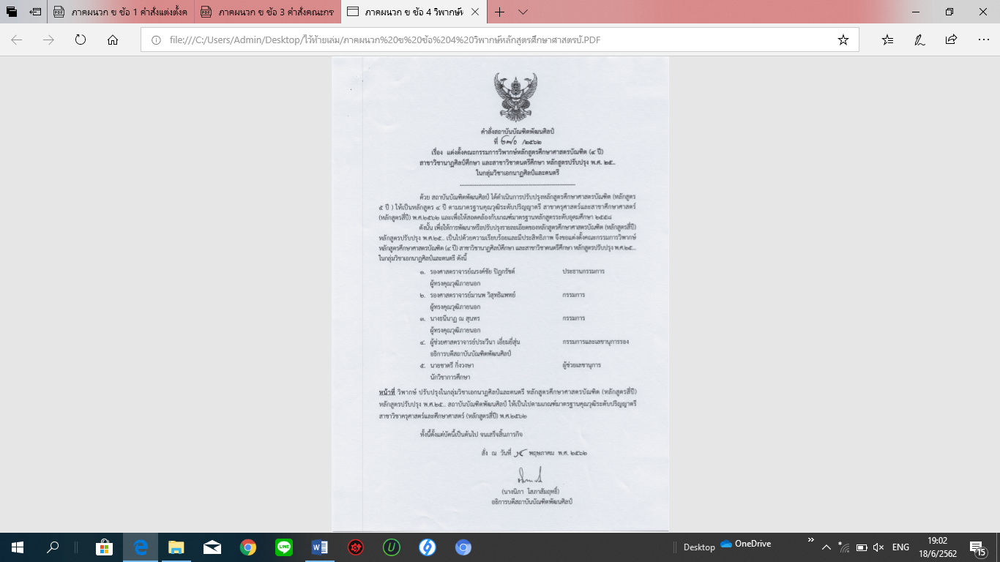 ภาคผนวก ข ข้อ 1 คำสั่งแต่งตั้งค
ภาคผนวก ข ข้อ 3 คำสั่งคณะกร
ภาคผนวก ข ข้อ 4 วิพากษ์ห
file:///C:/Users/Admin/Desktop/ไว้ท้ายเล่ม/ภาคผนวก%20ข%20ข้อ%204%20วิพากษ์หลักสูตรศึกษาศาสตรบั.PDF
คำสั่งสถาบันบัณฑิตพัฒนศิลป์
ที่ ๒๗๐ /๒๕๖๒
เรื่อง แต่งตั้งคณะกรรมการวิพากษ์หลักสูตรศึกษาศาสตรบัณฑิต (๔ ปี)
สาขาวิชานาฏศิลป์ศึกษา และสาขาวิชาดนตรีศึกษา หลักสูตรปรับปรุง พ.ศ. ๒๕..
ในกลุ่มวิชาเอกนาฏศิลป์และดนตรี
ด้วย สถาบันบัณฑิตพัฒนศิลป์ ได้ดำเนินการปรับปรุงหลักสูตรศึกษาศาสตรบัณฑิต (หลักสูตร
๕ ปี ) ให้เป็นหลักสูตร ๔ ปี ตามมาตรฐานคุณวุฒิระดับปริญญาตรี สาขาครุศาสตร์และสาขาศึกษาศาสตร์
(หลักสูตรสี่ปี) พ.ศ.๒๕๖๒ และเพื่อให้สอดคล้องกับเกณฑ์มาตรฐานหลักสูตรระดับอุดมศึกษา ๒๕๕๘
ดังนั้น เพื่อให้การพัฒนาหรือปรับปรุงรายละเอียดของหลักสูตรศึกษาศาสตรบัณฑิต (หลักสูตรสี่ปี)
หลักสูตรปรับปรุง พ.ศ.๒๕.. เป็นไปด้วยความเรียบร้อยและมีประสิทธิภาพ จึงขอแต่งตั้งคณะกรรมการวิพากษ์
หลักสูตรศึกษาศาสตรบัณฑิต (๔ ปี) สาขาวิชานาฏศิลป์ศึกษา และสาขาวิชาดนตรีศึกษา หลักสูตรปรับปรุง พ.ศ.๒๕..
ในกลุ่มวิชาเอกนาฏศิลป์และดนตรี ดังนี้
๑. รองศาสตราจารย์ณรงค์ชัย ปิฎกรัชต์ ประธานกรรมการ
ผู้ทรงคุณวุฒิภายนอก
๒. รองศาสตราจารย์มานพ วิสุทธิแพทย์ กรรมการ
ผู้ทรงคุณวุฒิภายนอก
๓. นางรานีนาฏ ณ สุนทร กรรมการ
ผู้ทรงคุณวุฒิภายนอก
๔. ผู้ช่วยศาสตราจารย์ประวีนา เอี่ยมยี่สุ่น กรรมการและเลขานุการรอง
อธิการบดีสถาบันบัณฑิตพัฒนศิลป์
๕. นายชาตรี กิ่งวงษา ผู้ช่วยเลขานุการ
นักวิชาการศึกษา
หน้าที่ วิพากษ์ ปรับปรุงในกลุ่มวิชาเอกนาฏศิลป์และดนตรี หลักสูตรศึกษาศาสตรบัณฑิต (หลักสูตรสี่ปี)
หลักสูตรปรับปรุง พ.ศ.๒๕.. สถาบันบัณฑิตพัฒนศิลป์ ให้เป็นไปตามเกณฑ์มาตรฐานคุณวุฒิระดับปริญญาตรี
สาขาวิชาครุศาสตร์และศึกษาศาสตร์ (หลักสูตรสี่ปี) พ.ศ.๒๕๖๒
ทั้งนี้ตั้งแต่บัดนี้เป็นต้นไป จนเสร็จสิ้นภารกิจ
สั่ง ณ วันที่ พฤษภาคม พ.ศ. ๒๕๖๒
(นางนิภา โสภาสัมฤทธิ์)
อธิการบดีสถาบันบัณฑิตพัฒนศิลป์
LINE
Desktop
OneDrive
ENG
19:02
18/6/2562
15